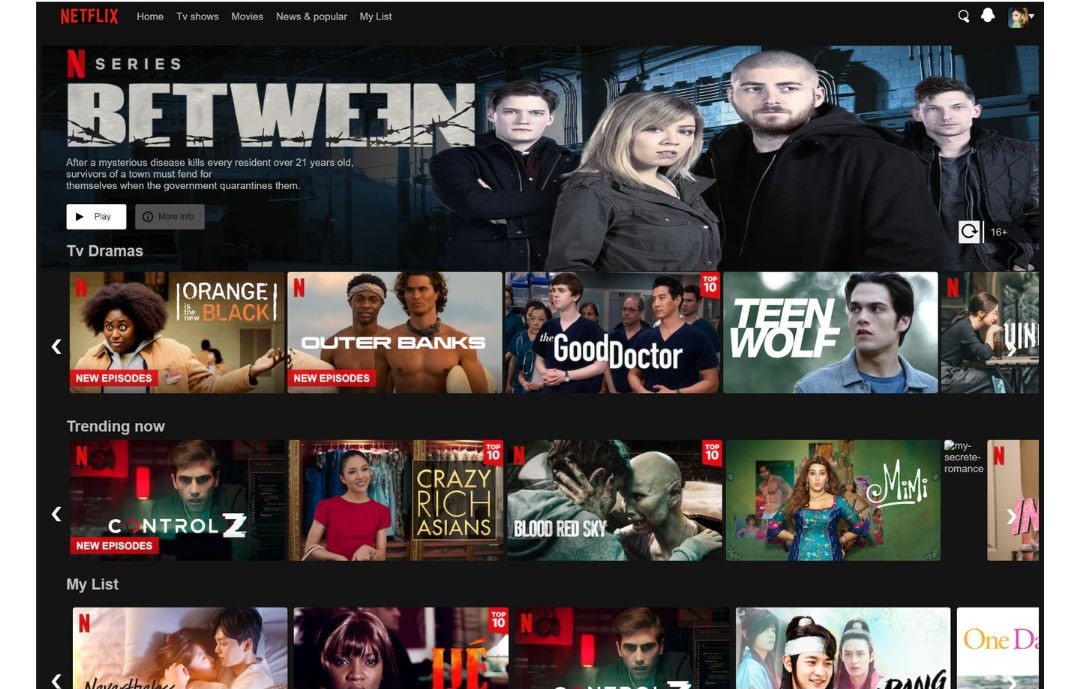 NETFLIX Home Tv shows Movies News & popular My List
N SERIES
BETWEEN
After a mysterious disease kills every resident over 21 years old,
survivors of a town must fend for
themselves when the government quarantines them.
Play More Info
16+
Tv Dramas
N
ORANGE
is the new BLACK
NEW EPISODES
N
OUTER BANKS
NEW EPISODES
TOP 10
the Good Doctor
TEEN
WOLF
N
Trending now
N
CONTROL Z
NEW EPISODES
TOP 10
CRAZY
RICH
ASIANS
N
TOP 10
BLOOD RED SKY
Mimi
my-
secrete-
romance
N
My List
N
Nevertheless
TOP 10
N
CONTROL Z
One Da